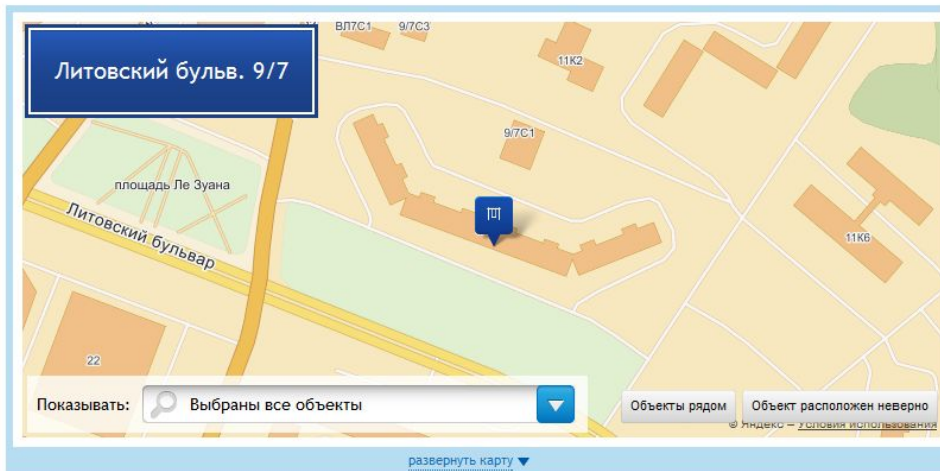 ВЛ7С1
9/7С3
Литовский бульв. 9/7
11К2
9/7С1
площадь Ле Зуана
Литовский бульвар
11К6
22
Показывать:
Выбраны все объекты
Объекты рядом
Объект расположен неверно
© Яндекс — Условия использования
развернуть карту